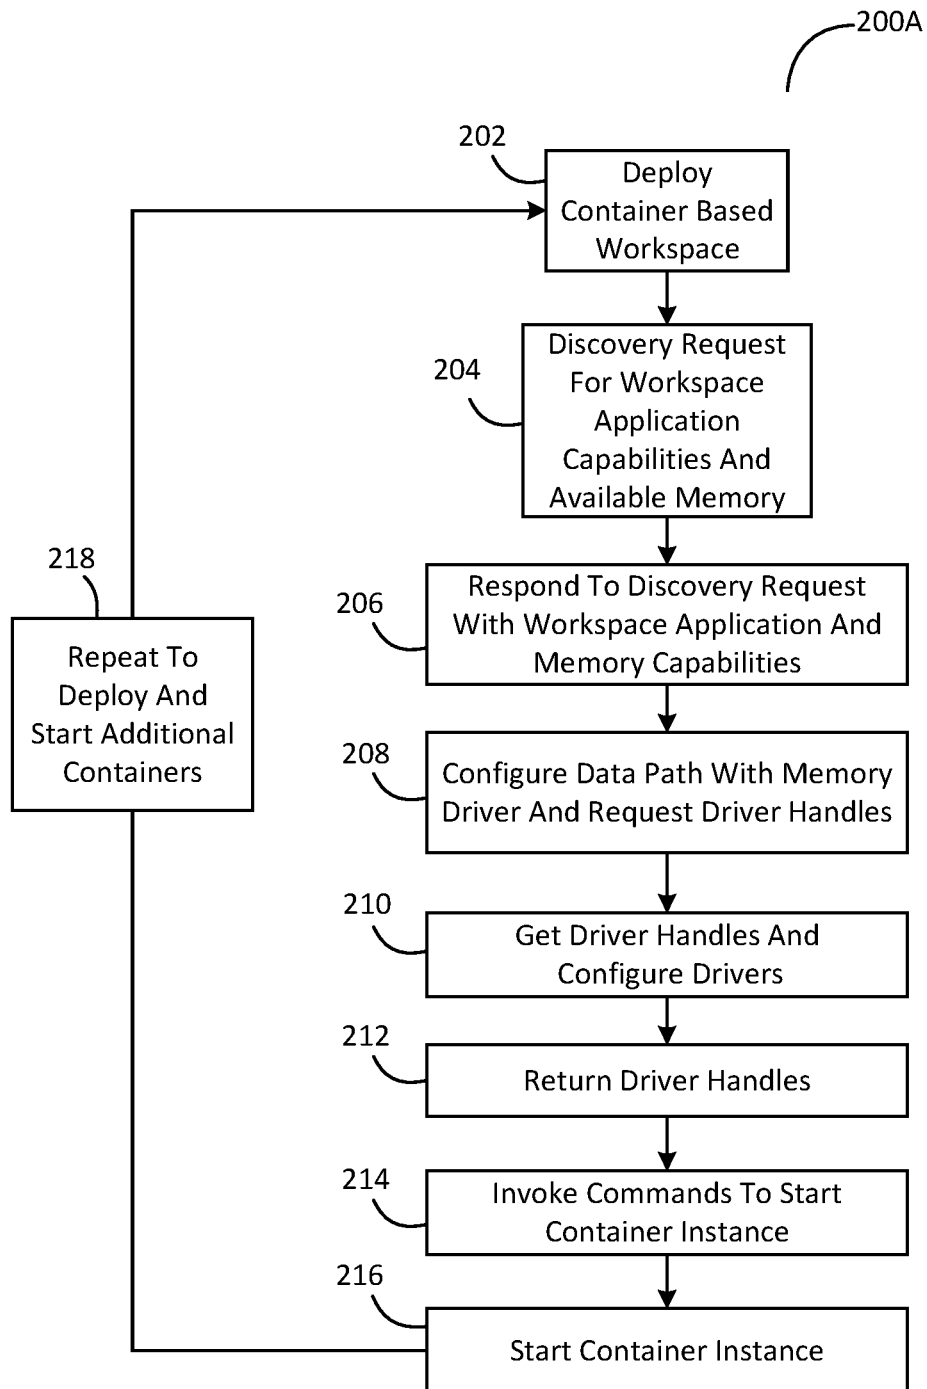 200A
202
Deploy
Container Based
Workspace
204
Discovery Request
For Workspace
Application
Capabilities And
Available Memory
206
Respond To Discovery Request
With Workspace Application And
Memory Capabilities
218
Repeat To
Deploy And
Start Additional
Containers
208
Configure Data Path With Memory
Driver And Request Driver Handles
210
Get Driver Handles And
Configure Drivers
212
Return Driver Handles
214
Invoke Commands To Start
Container Instance
216
Start Container Instance